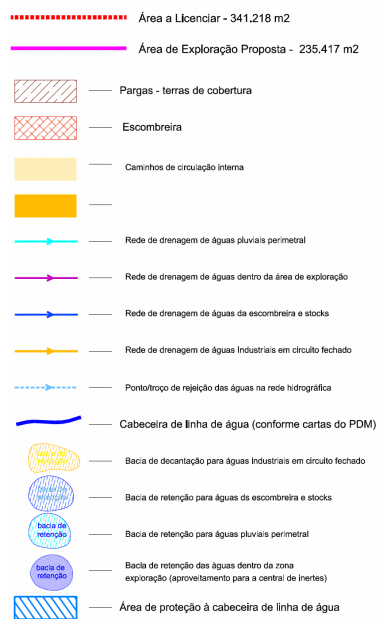 Área a Licenciar - 341.218 m2
Área de Exploração Proposta - 235,417 m2
Pargas - terras de cobertura
Escombreira
Caminhos de circulação interna
Rede de drenagem de águas pluviais perimetral
Rede de drenagem de águas dentro da área de exploração
Rede de drenagem de águas da escombreira e stocks
Rede de drenagem de águas Industriais em circuito fechado
Ponto/troço de rejeição das águas na rede hidrográfica
Cabeceira de linha de água (conforme cartas do PDM)
Bacia de decantação para águas industriais em circuito fechado
Bacia de retenção para águas ds escombreira e stocks
bacia de
retenção
Bacia de retenção para águas pluviais perimetral
bacia de
retenção
Bacla de retenção das águas dentro da zona
exploração (aproveitamento para a central de inertes)
Área de proteção à cabeceira de linha de água